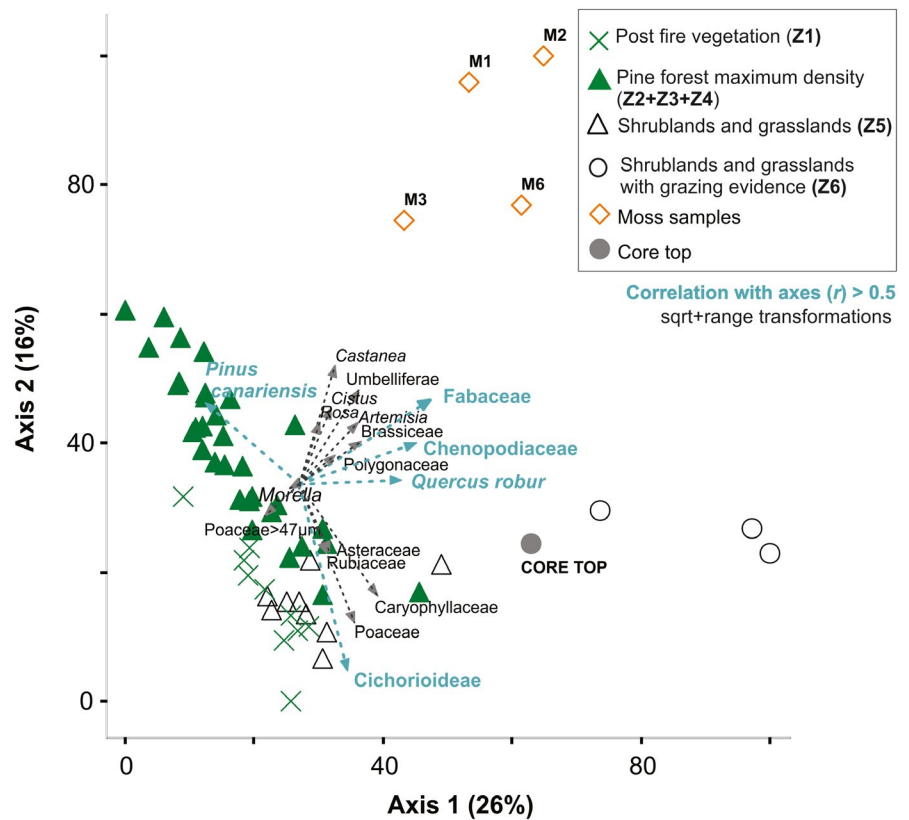 M1
M2
M3
M6
Post fire vegetation (Z1)
Pine forest maximum density
(Z2+Z3+Z4)
Shrublands and grasslands (Z5)
Shrublands and grasslands
with grazing evidence (Z6)
Moss samples
Core top
Correlation with axes (r) > 0.5
sqrt+range transformations
80
40
0
Axis 2 (16%)
Pinus
canariensis
Castanea
Umbelliferae
Cistus
Rosa
Artemisia
Brassiceae
Fabaceae
Chenopodiaceae
Polygonaceae
Quercus robur
Morella
Poaceae>47µm
Asteraceae
Rubiaceae
CORE TOP
Caryophyllaceae
Poaceae
Cichorioideae
0
40
80
Axis 1 (26%)